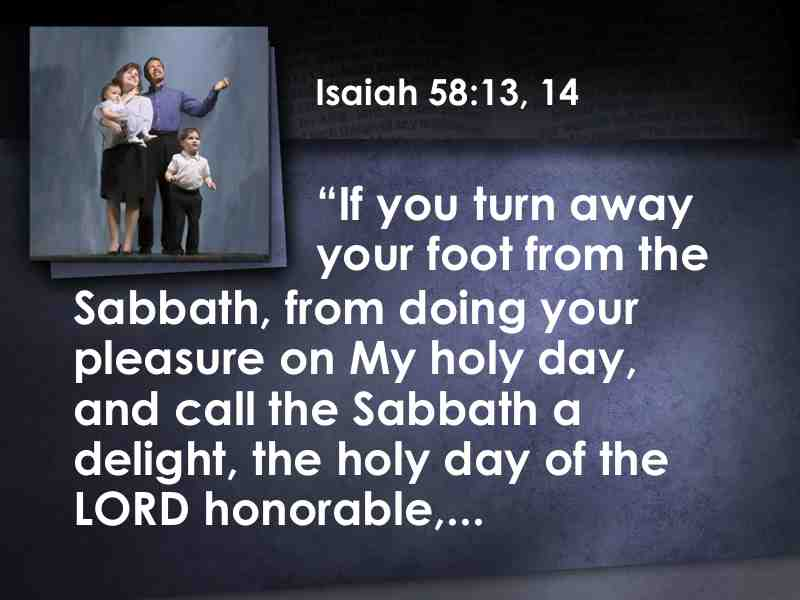 Isaiah 58:13, 14
“If you turn away
your foot from the
Sabbath, from doing your
pleasure on My holy day,
and call the Sabbath a
delight, the holy day of the
LORD honorable,...